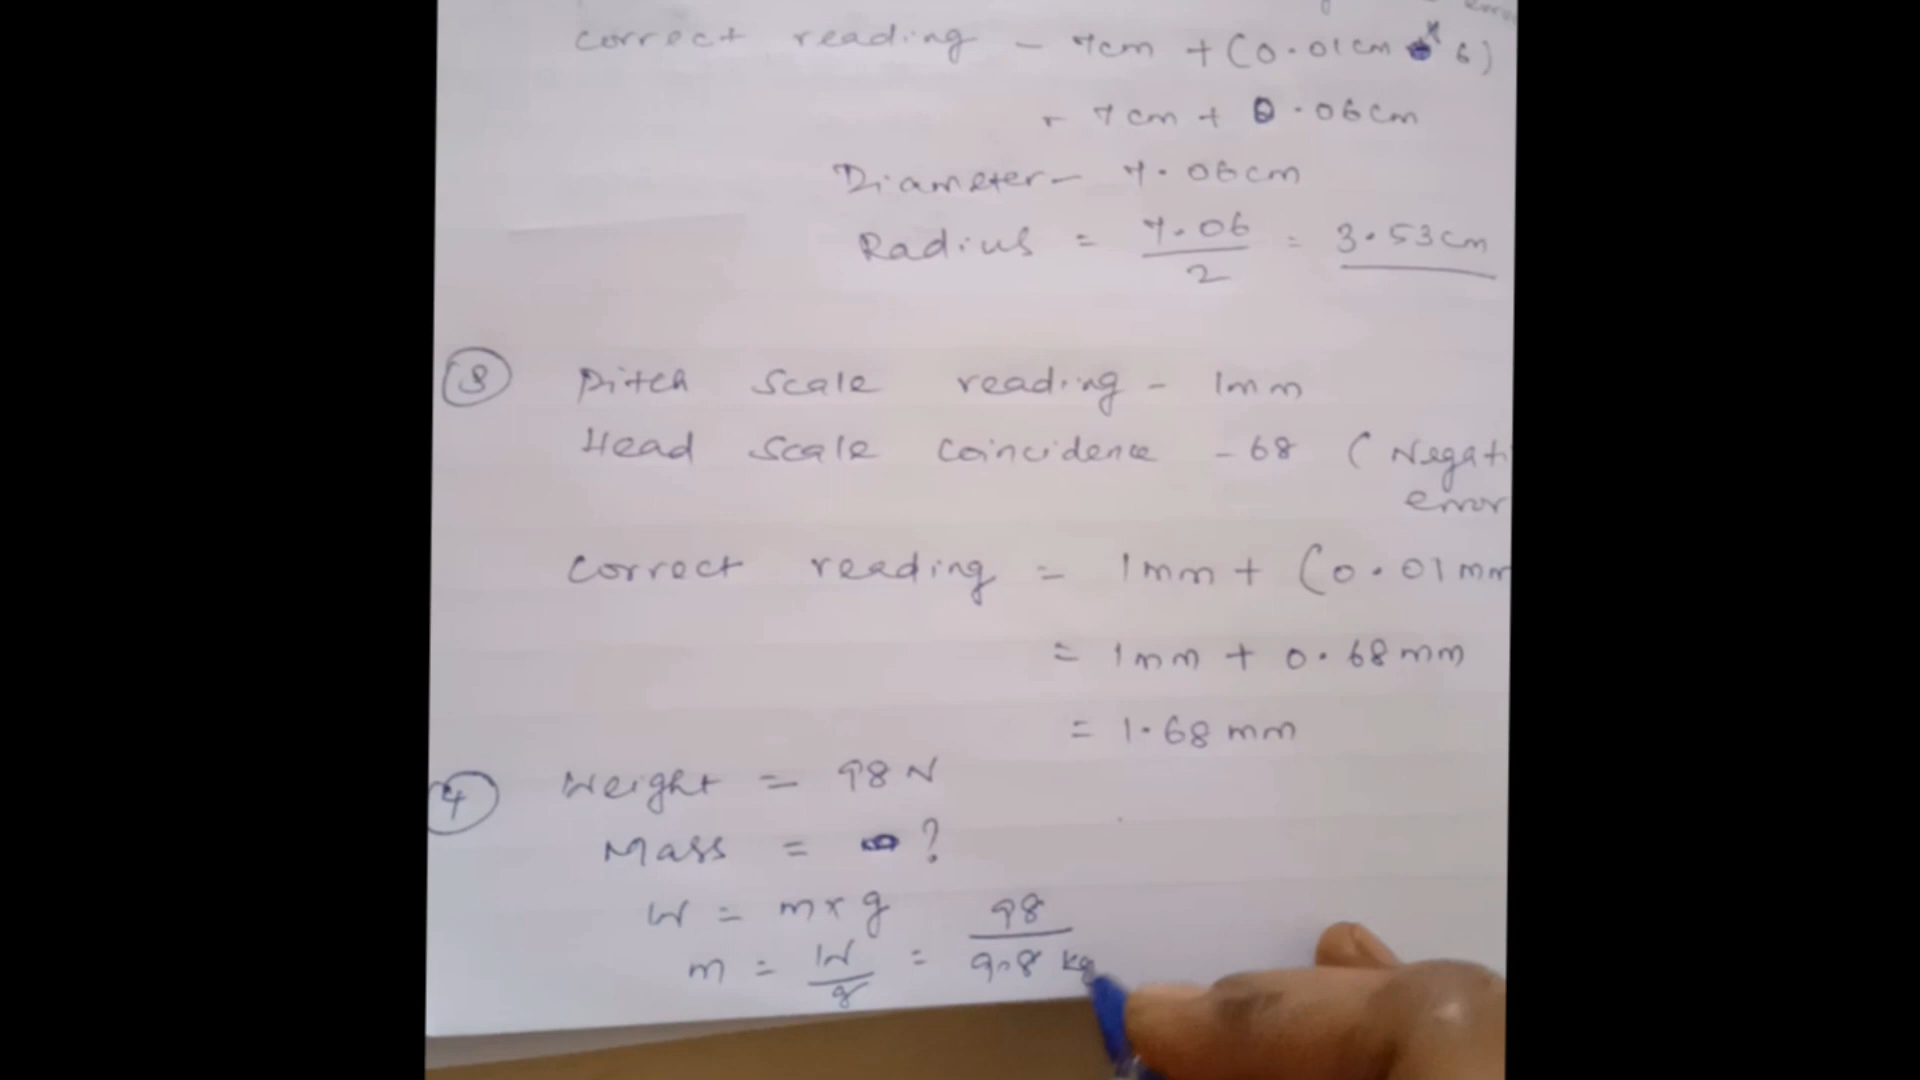 correct reading - 7cm + (0.01cm x 6)
- 7cm + 0.06cm
Diameter - 7.06cm
Radius = 7.06/2 = 3.53cm
3 Pitch Scale reading - 1mm
Head Scale Coincidence - 68 (Negati
error
correct reading = 1mm + (0.01mm
= 1mm + 0.68mm
= 1.68mm
4 Weight = 98N
Mass = ?
W = m x g
m = W/g = 98/9.8 kg